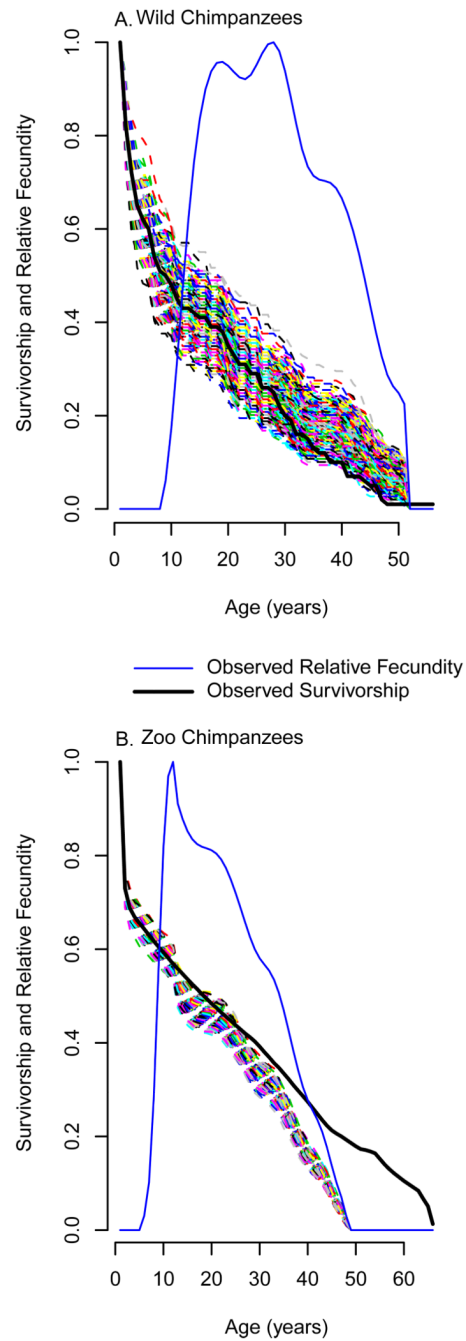 A. Wild Chimpanzees
1.0
0.8
0.6
0.4
0.2
0.0
Survivorship and Relative Fecundity
0 10 20 30 40 50
Age (years)
Observed Relative Fecundity
Observed Survivorship
B. Zoo Chimpanzees
1.0
0.8
0.6
0.4
0.2
0.0
Survivorship and Relative Fecundity
0 10 20 30 40 50 60
Age (years)